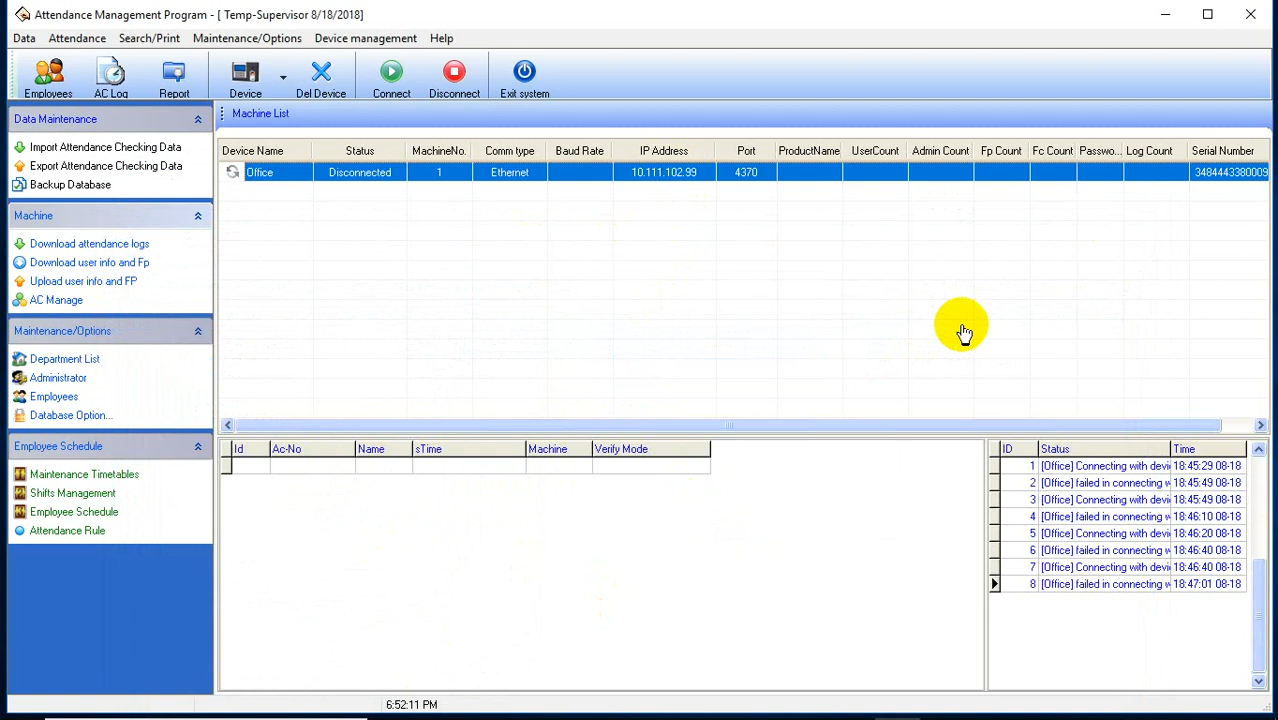 Attendance Management Program - [ Temp-Supervisor 8/18/2018]
Data Attendance Search/Print Maintenance/Options Device management Help
Employees AC Log Report Device Del Device Connect Disconnect Exit system
Data Maintenance
Import Attendance Checking Data
Export Attendance Checking Data
Backup Database
Machine
Download attendance logs
Download user info and Fp
Upload user info and FP
AC Manage
Maintenance/Options
Department List
Administrator
Employees
Database Option...
Employee Schedule
Maintenance Timetables
Shifts Management
Employee Schedule
Attendance Rule
Machine List
Device Name Status MachineNo. Comm type Baud Rate IP Address Port ProductName UserCount Admin Count Fp Count Fc Count Passwo... Log Count Serial Number
Office Disconnected 1 Ethernet 10.111.102.99 4370 3484443380009
Id Ac-No Name sTime Machine Verify Mode
ID Status Time
1 [Office] Connecting with devi 18:45:29 08-18
2 [Office] failed in connecting w 18:45:49 08-18
3 [Office] Connecting with devi 18:45:49 08-18
4 [Office] failed in connecting w 18:46:10 08-18
5 [Office] Connecting with devi 18:46:20 08-18
6 [Office] failed in connecting w 18:46:40 08-18
7 [Office] Connecting with devi 18:46:40 08-18
8 [Office] failed in connecting w 18:47:01 08-18
6:52:11 PM